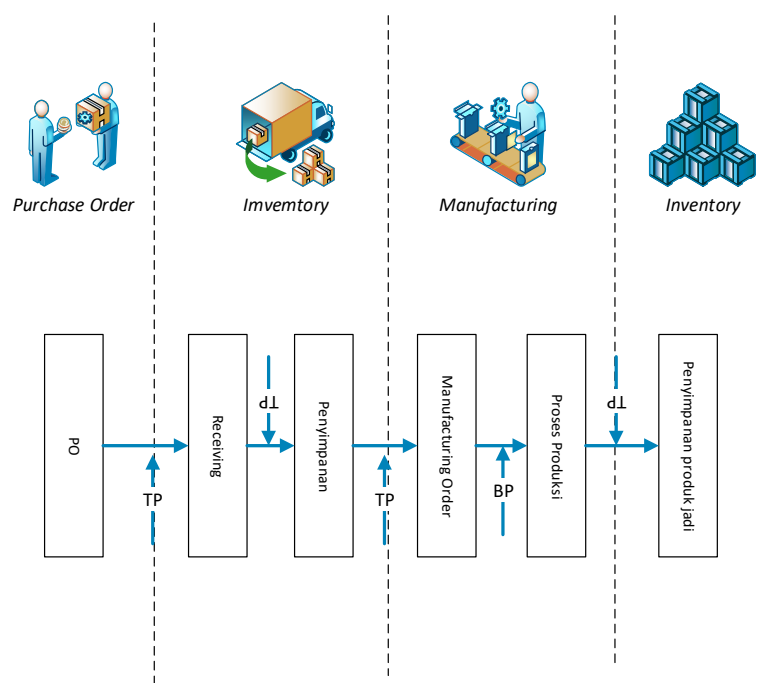 Purchase Order
Imvemtory
Manufacturing
Inventory
PO
TP
Receiving
TP
Penyimpanan
TP
Manufacturing
Order
BP
Proses Produksi
TP
Penyimpanan produk jadi